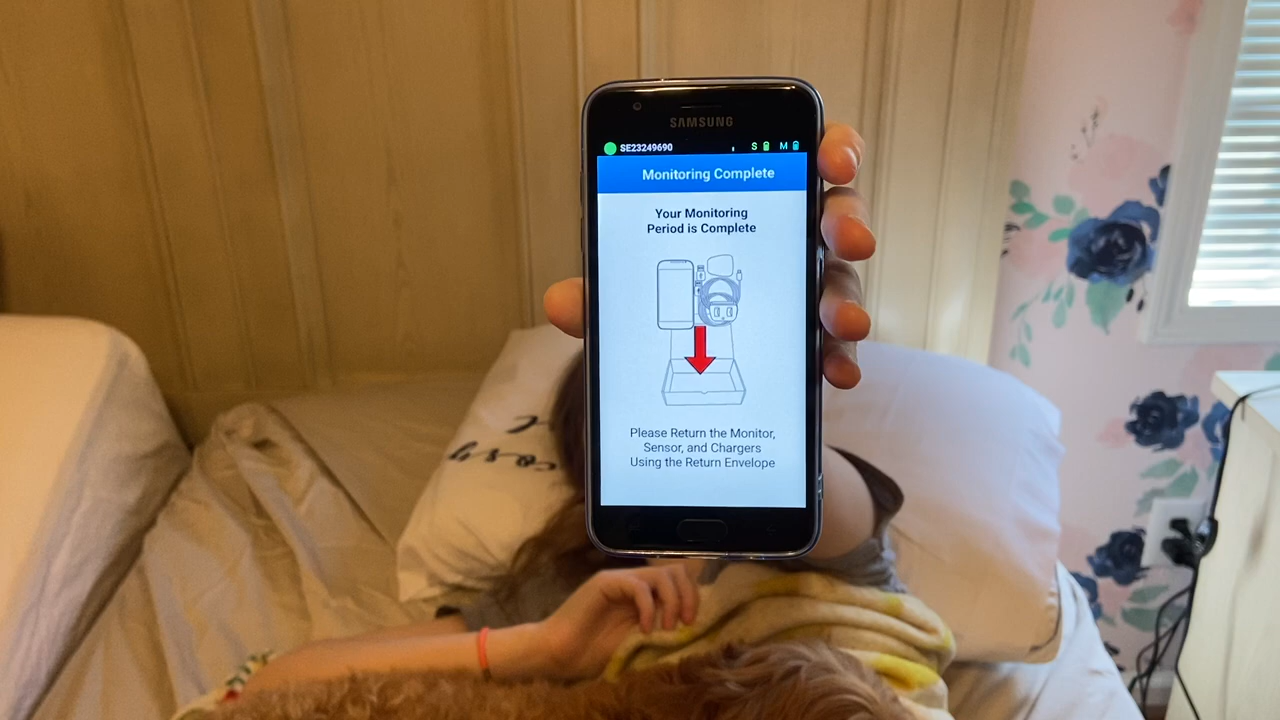 SAMSUNG
SE23249690 S M
Monitoring Complete
Your Monitoring
Period is Complete
Please Return the Monitor,
Sensor, and Chargers
Using the Return Envelope
cosy